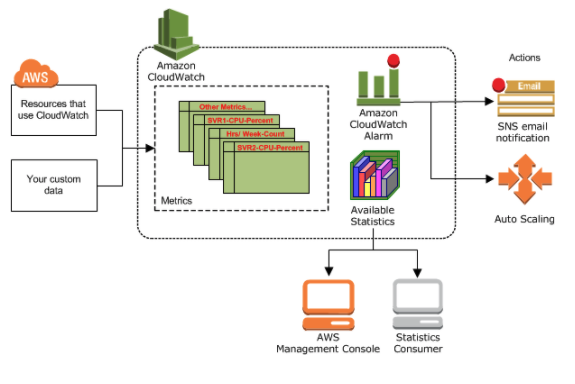 Amazon
CloudWatch
AWS
Resources that
use CloudWatch
Your custom
data
Other Metrics...
SVR1-CPU-Percent
Hrs/ Week-Count
SVR2-CPU-Percent
Metrics
Amazon
CloudWatch
Alarm
Available
Statistics
Actions
Email
SNS email
notification
Auto Scaling
AWS
Management Console
Statistics
Consumer